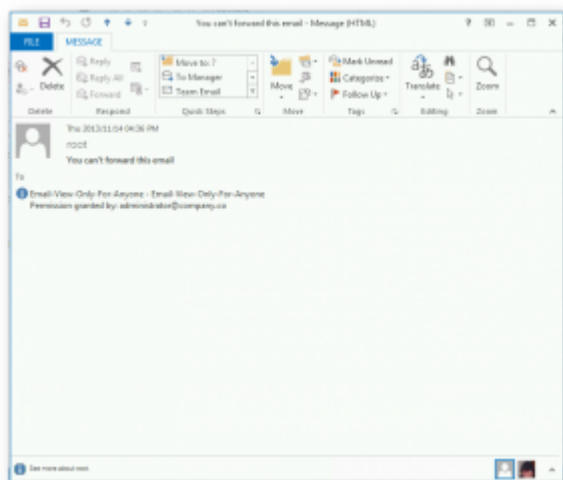 You can't forward this email - Message (HTML)
FILE MESSAGE
Delete
Reply
Reply All
Forward
Move to: ?
To Manager
Team Email
Move
Mark Unread
Categorize
Follow Up
Translate
Zoom
Delete Respond Quick Steps Move Tags Editing Zoom
Thu 2013/11/14 04:36 PM
root
You can't forward this email
To
Email-View-Only-For-Anyone - Email-View-Only-For-Anyone
Permission granted by: administrator@company.co
See more about root